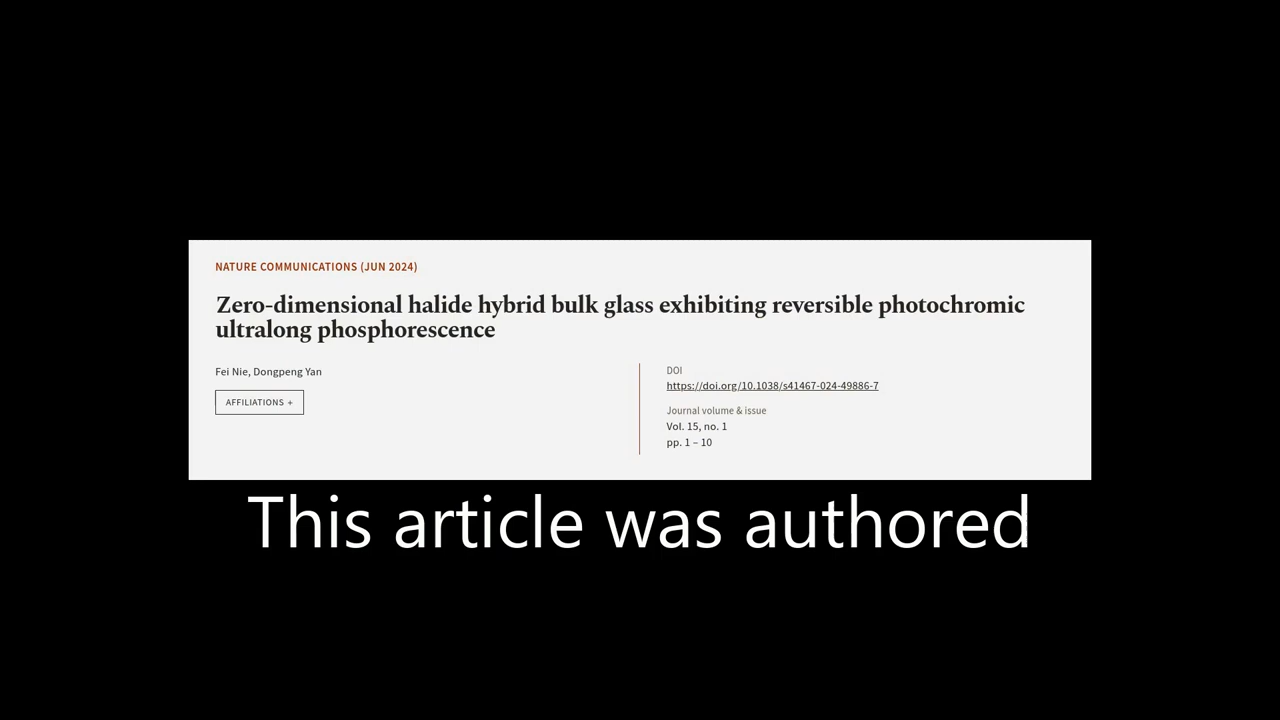 NATURE COMMUNICATIONS (JUN 2024)
Zero-dimensional halide hybrid bulk glass exhibiting reversible photochromic
ultralong phosphorescence
Fei Nie, Dongpeng Yan
AFFILIATIONS +
DOI
https://doi.org/10.1038/s41467-024-49886-7
Journal volume & issue
Vol. 15, no. 1
pp. 1 – 10
This article was authored